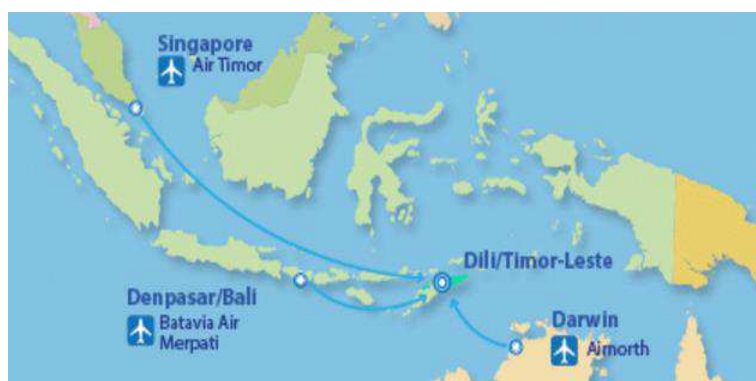 Singapore
Air Timor
Dili/Timor-Leste
Denpasar/Bali
Batavia Air
Merpati
Darwin
Airnorth